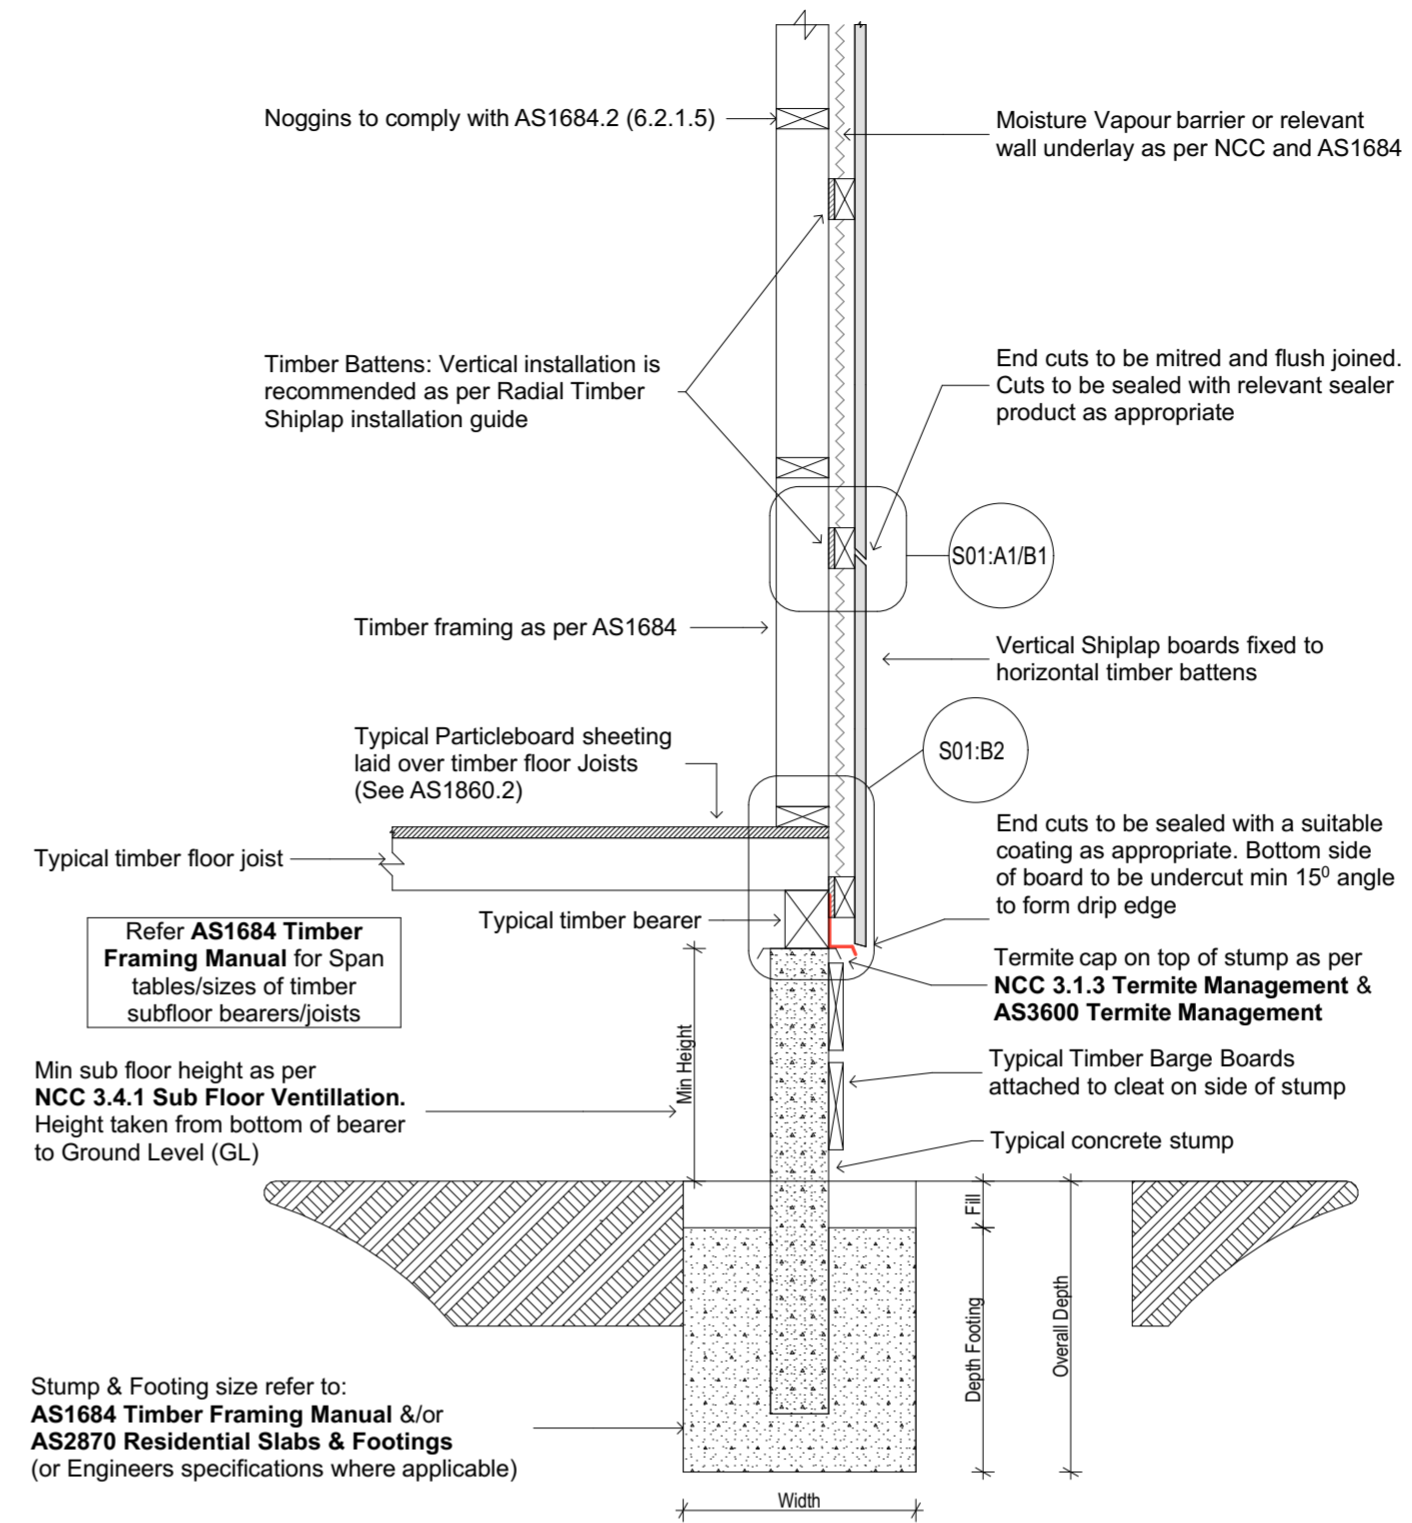 Noggins to comply with AS1684.2 (6.2.1.5)
Moisture Vapour barrier or relevant
wall underlay as per NCC and AS1684
Timber Battens: Vertical installation is
recommended as per Radial Timber
Shiplap installation guide
End cuts to be mitred and flush joined.
Cuts to be sealed with relevant sealer
product as appropriate
S01:A1/B1
Timber framing as per AS1684
Vertical Shiplap boards fixed to
horizontal timber battens
Typical Particleboard sheeting
laid over timber floor Joists
(See AS1860.2)
S01:B2
End cuts to be sealed with a suitable
coating as appropriate. Bottom side
of board to be undercut min 15⁰ angle
to form drip edge
Typical timber floor joist
Typical timber bearer
Refer AS1684 Timber
Framing Manual for Span
tables/sizes of timber
subfloor bearers/joists
Termite cap on top of stump as per
NCC 3.1.3 Termite Management &
AS3600 Termite Management
Min Height
Min sub floor height as per
NCC 3.4.1 Sub Floor Ventillation.
Height taken from bottom of bearer
to Ground Level (GL)
Typical Timber Barge Boards
attached to cleat on side of stump
Typical concrete stump
Fill
Depth Footing
Overall Depth
Stump & Footing size refer to:
AS1684 Timber Framing Manual &/or
AS2870 Residential Slabs & Footings
(or Engineers specifications where applicable)
Width